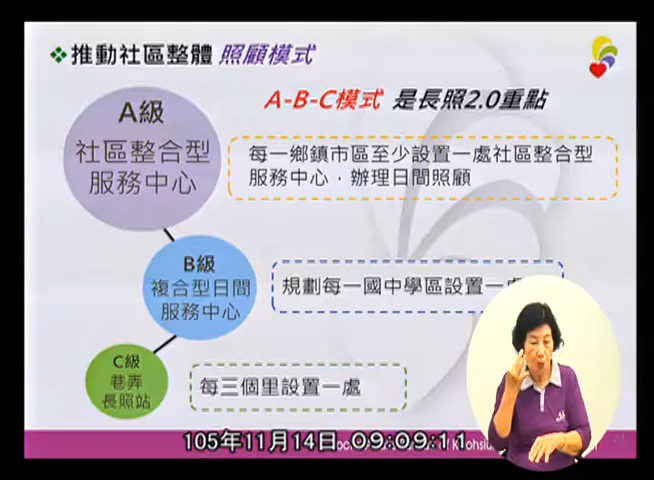 推動社區整體 照顧模式
A-B-C模式 是長照2.0重點
A級
社區整合型
服務中心
每一鄉鎮市區至少設置一處社區整合型
服務中心，辦理日間照顧
B級
複合型日間
服務中心
規劃每一國中學區設置一
C級
巷弄
長照站
每三個里設置一處
105年11月14日 09:09:11